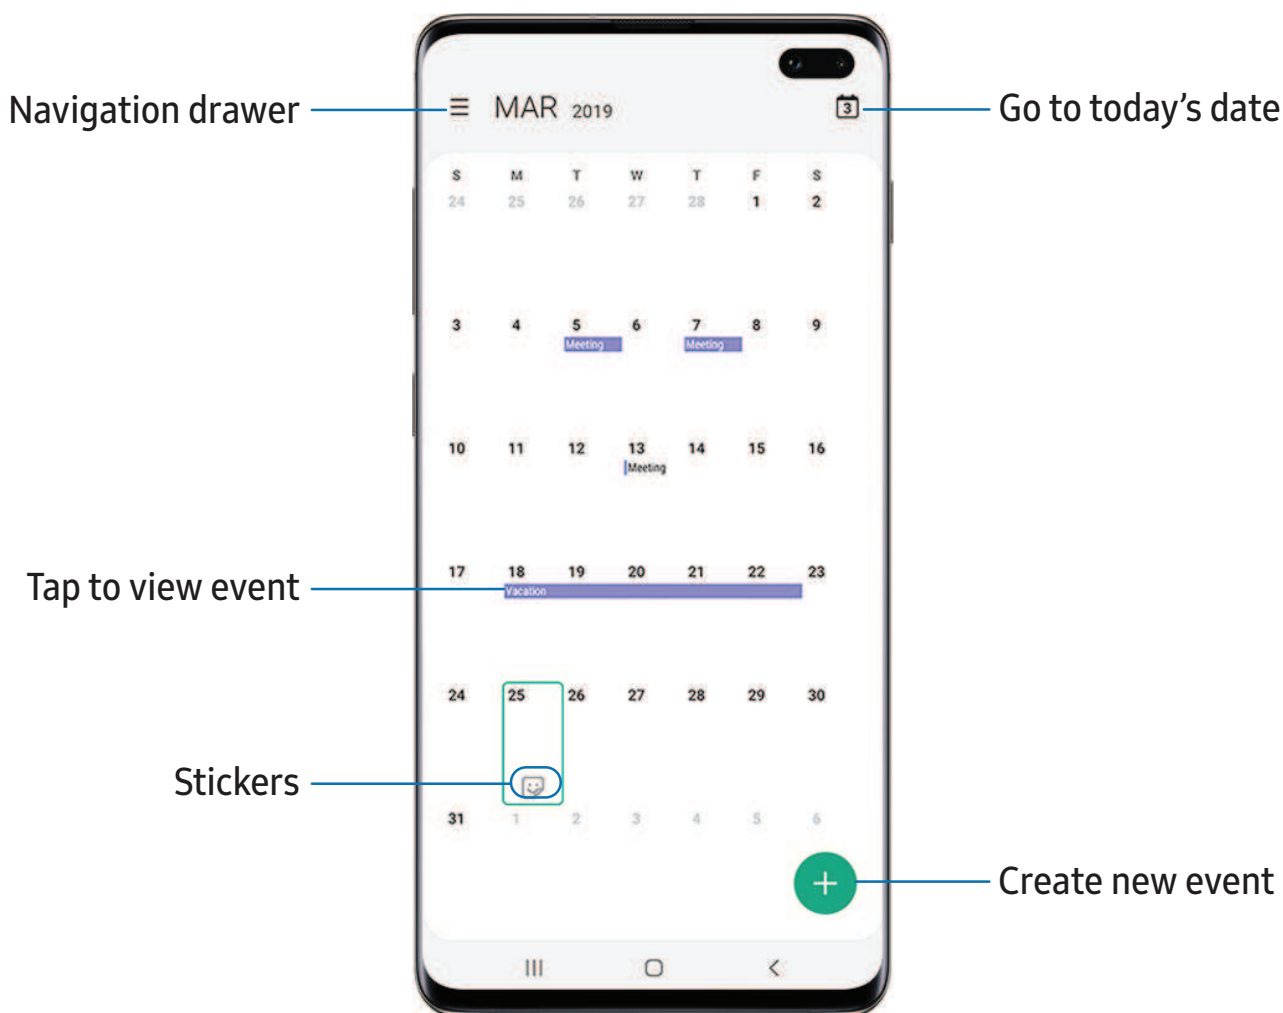 Navigation drawer
MAR 2019
3
Go to today's date
S M T W T F S
24 25 26 27 28 1 2
3 4 5 6 7 8 9
Meeting Meeting
10 11 12 13 14 15 16
Meeting
Tap to view event
17 18 19 20 21 22 23
Vacation
24 25 26 27 28 29 30
Stickers
31 1 2 3 4 5 6
Create new event